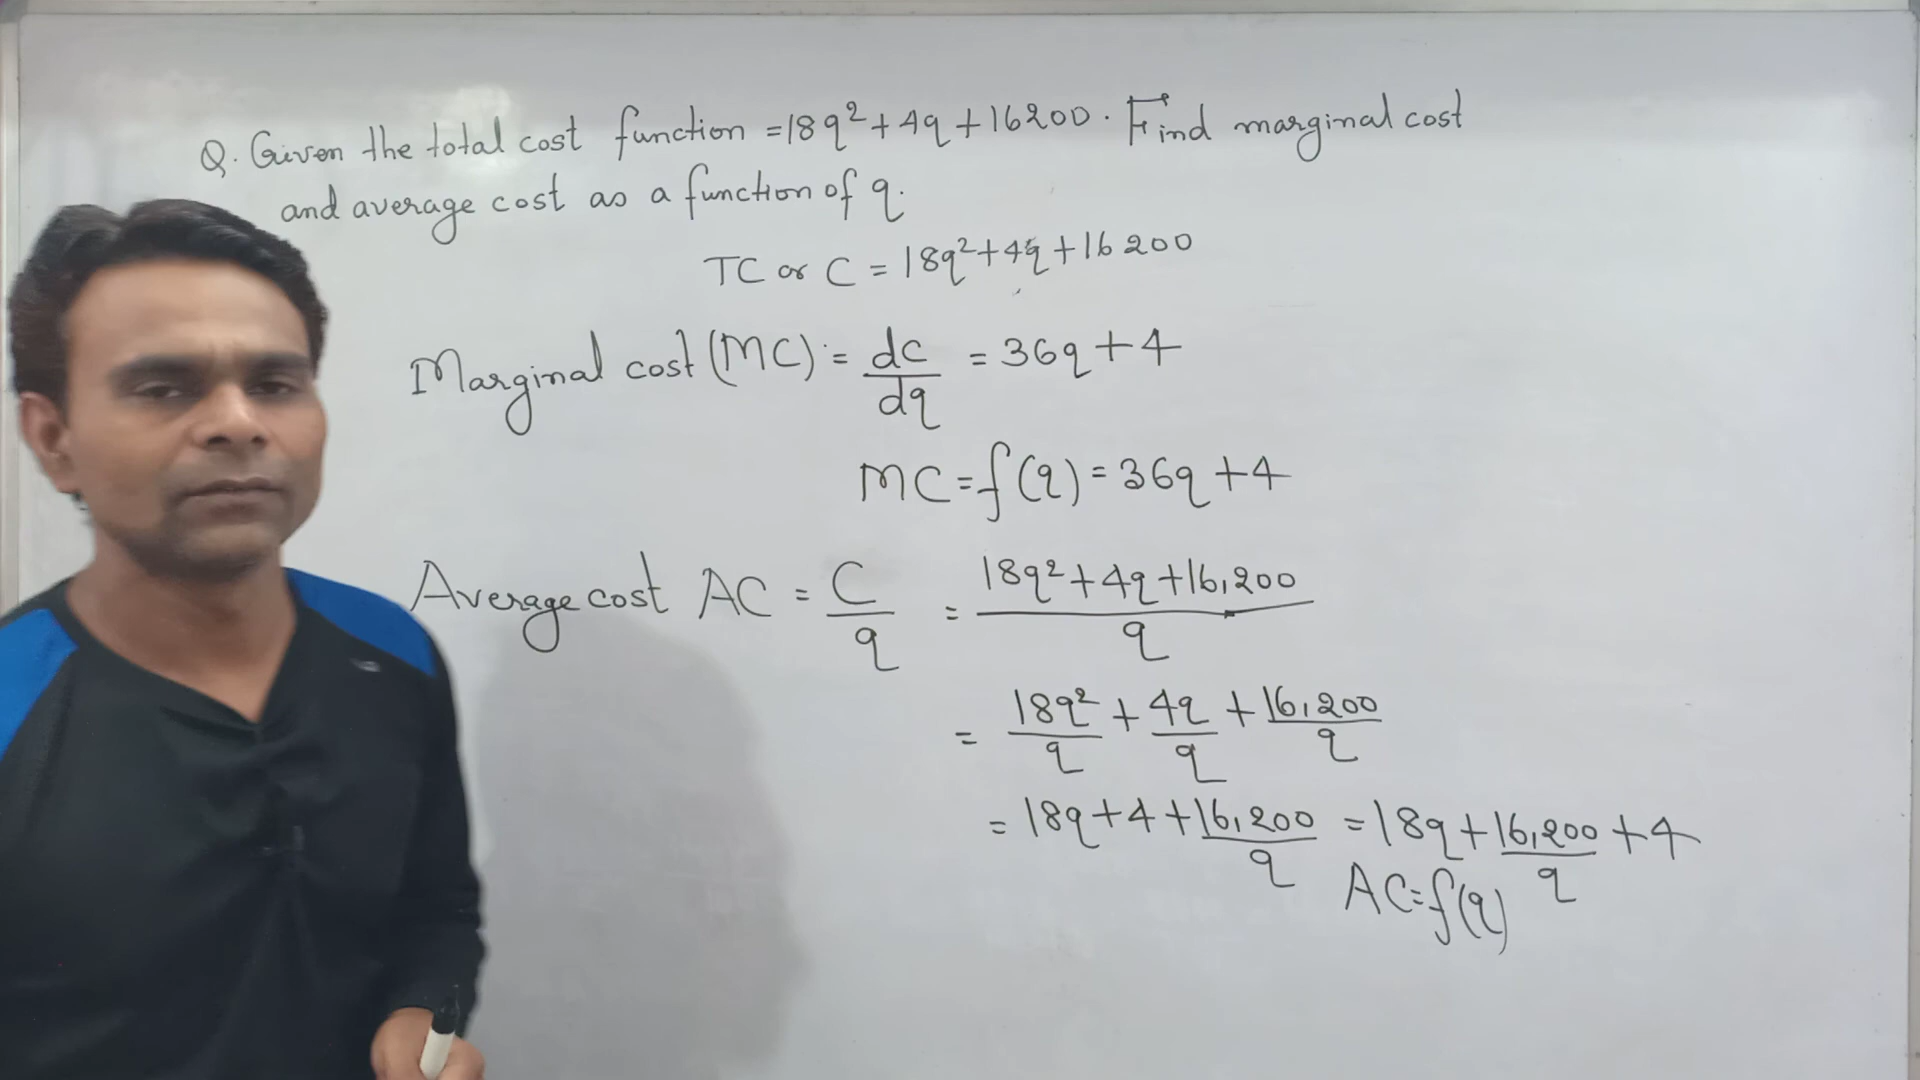 Q. Given the total cost function =18q²+4q+16200. Find marginal cost
and average cost as a function of q.
TC or C = 18q²+4q+16200
Marginal cost (MC) = dc/dq = 36q+4
MC=f(q)=36q+4
Average cost AC = C/q = (18q²+4q+16,200)/q
= 18q²/q + 4q/q + 16,200/q
= 18q+4+16,200/q = 18q+16,200/q+4
AC=f(q)